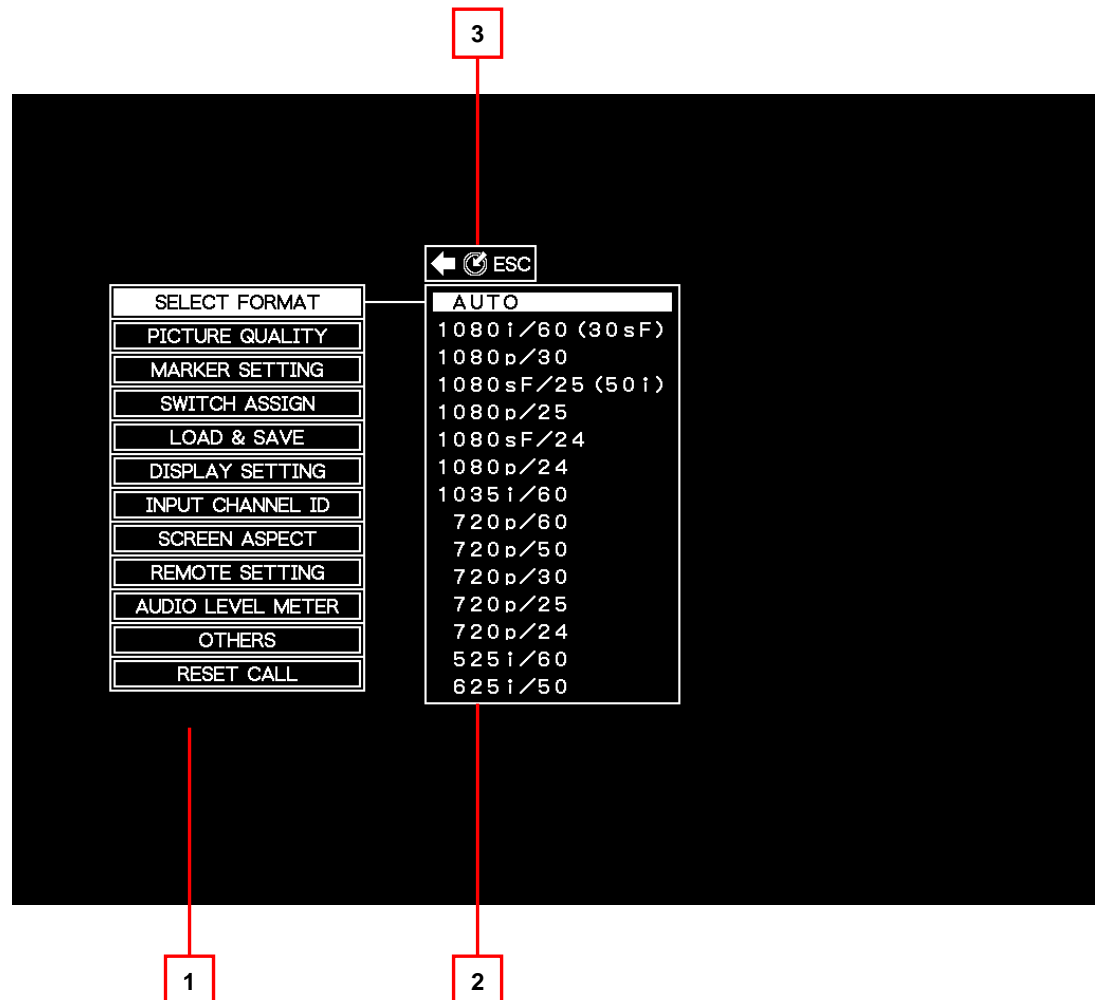 3
ESC
SELECT FORMAT
PICTURE QUALITY
MARKER SETTING
SWITCH ASSIGN
LOAD & SAVE
DISPLAY SETTING
INPUT CHANNEL ID
SCREEN ASPECT
REMOTE SETTING
AUDIO LEVEL METER
OTHERS
RESET CALL
AUTO
1080i/60(30sF)
1080p/30
1080sF/25(50i)
1080p/25
1080sF/24
1080p/24
1035i/60
720p/60
720p/50
720p/30
720p/25
720p/24
525i/60
625i/50
1
2